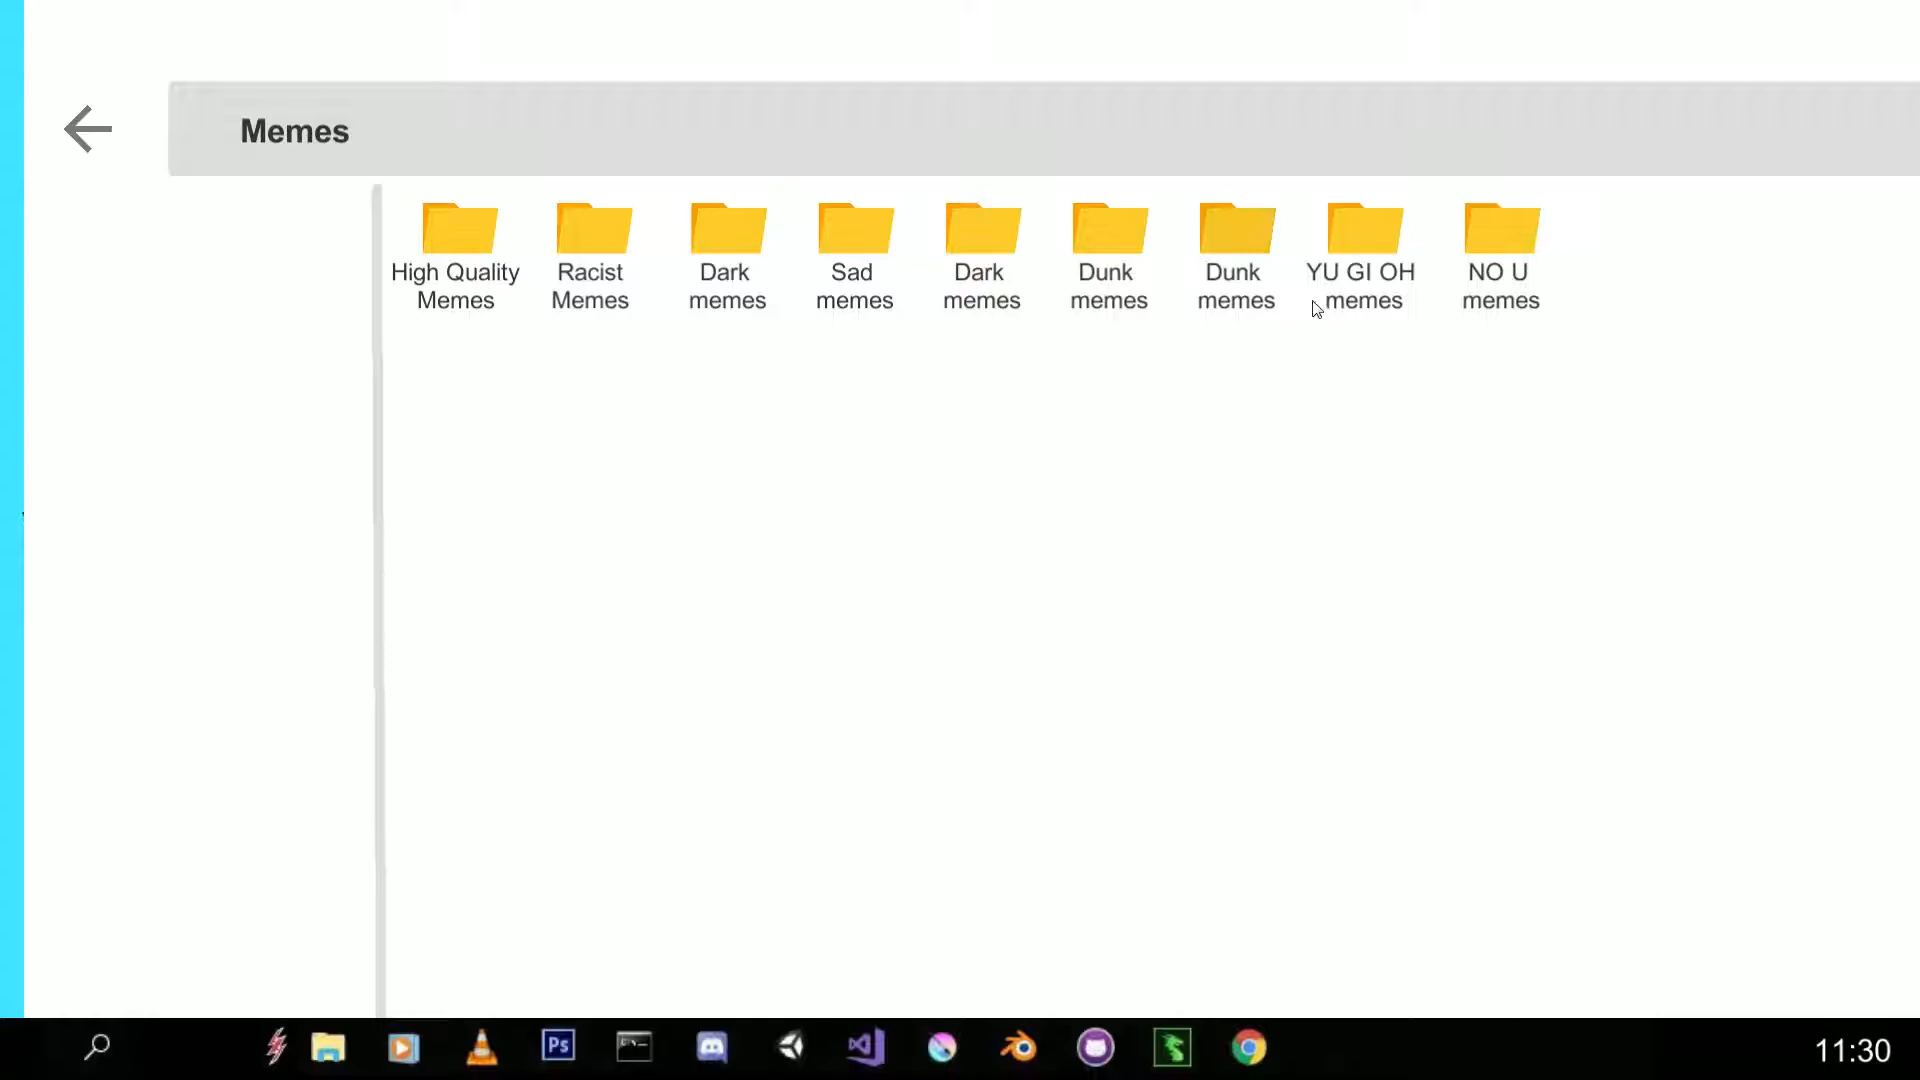 Memes
High Quality
Memes
Racist
Memes
Dark
memes
Sad
memes
Dark
memes
Dunk
memes
Dunk
memes
YU GI OH
memes
NO U
memes
Ps
11:30